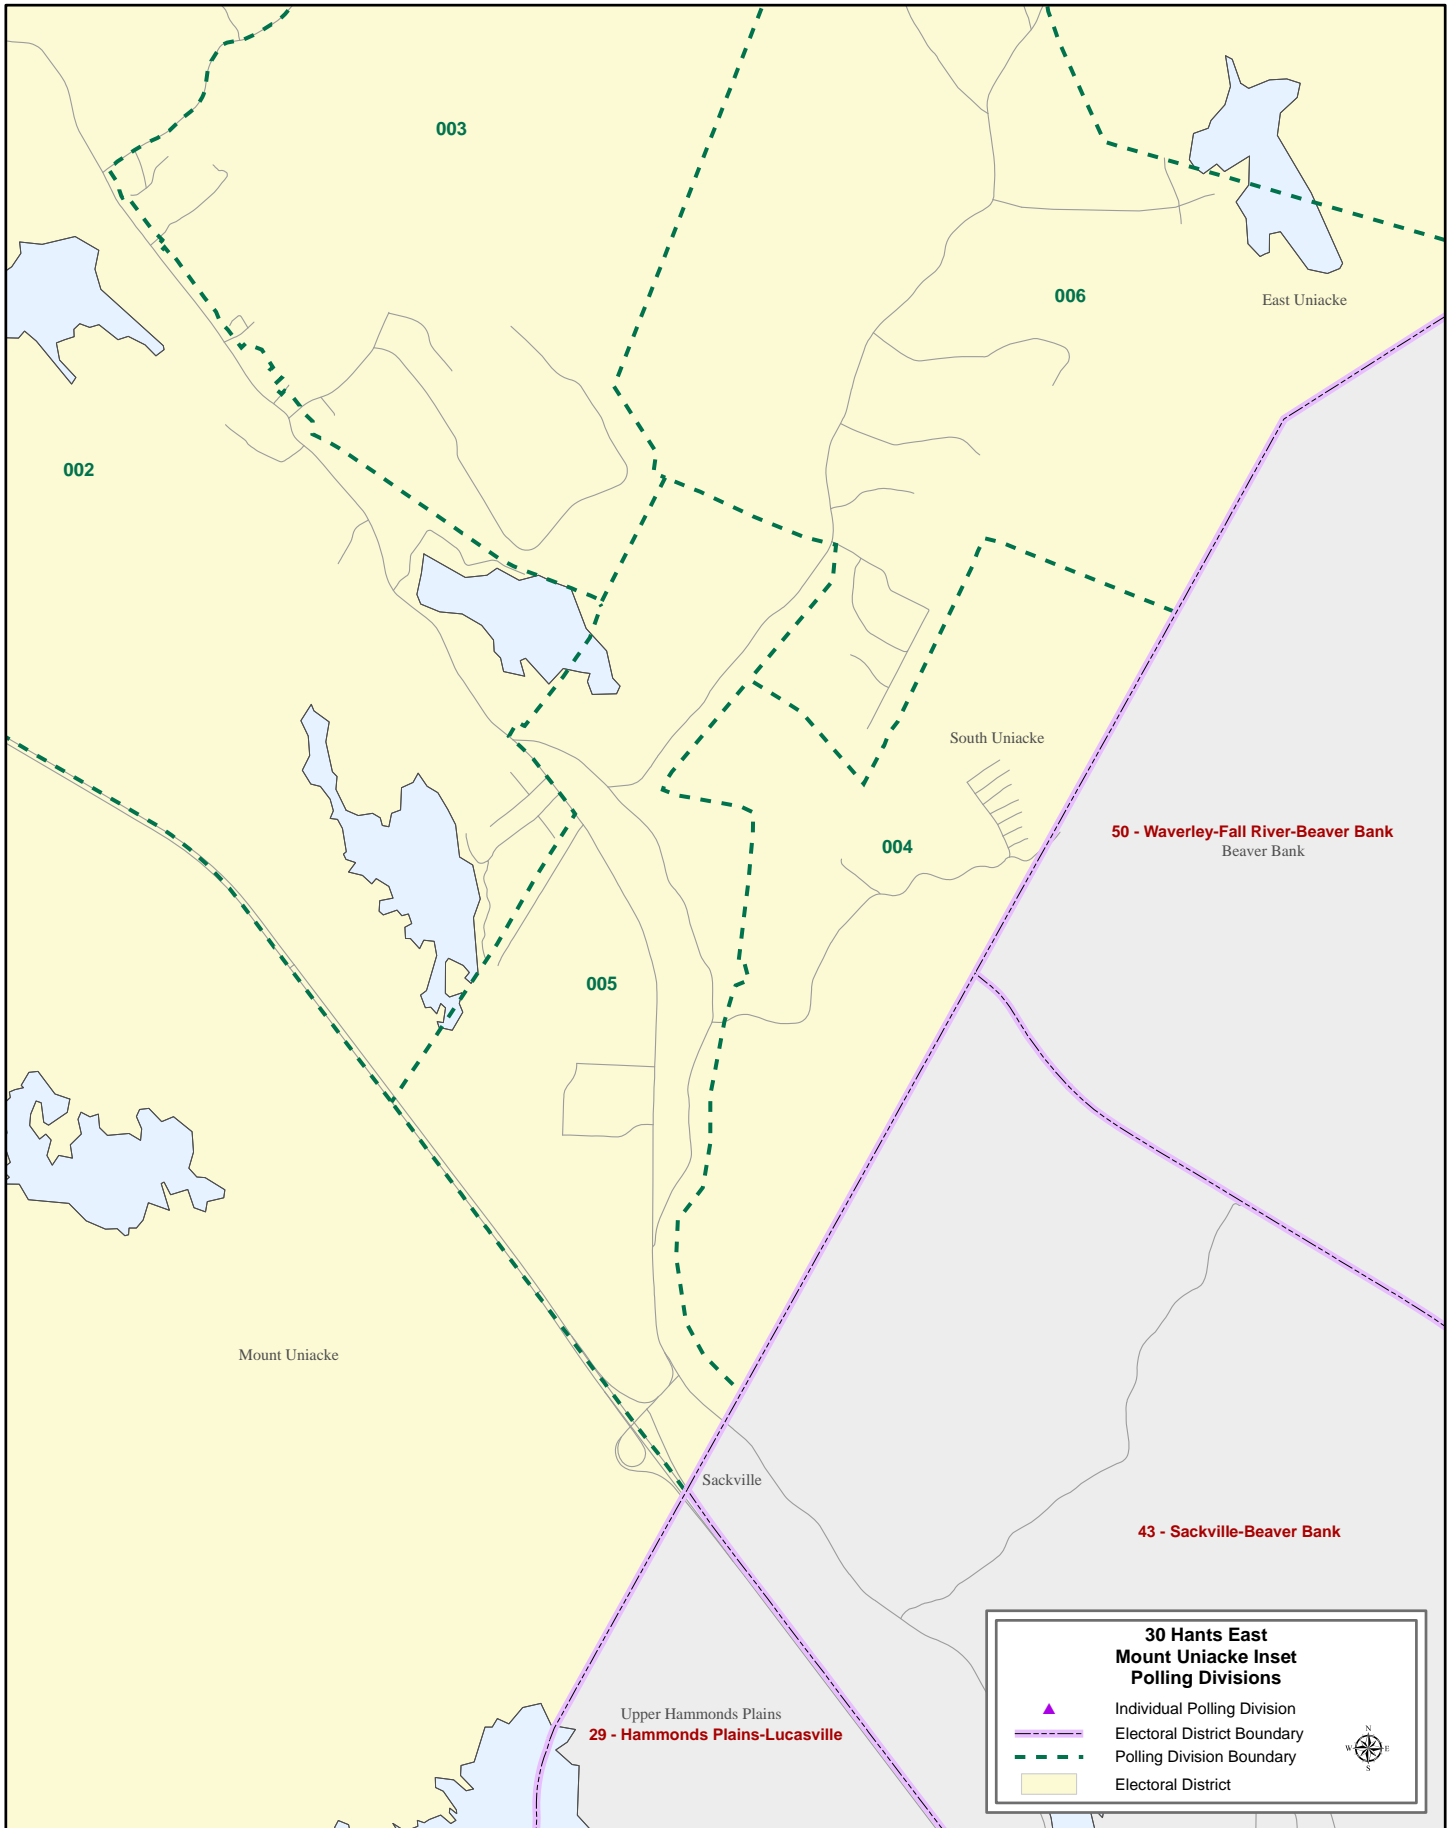 003
006
East Uniacke
002
South Uniacke
50 - Waverley-Fall River-Beaver Bank
Beaver Bank
004
005
Mount Uniacke
Sackville
43 - Sackville-Beaver Bank
Upper Hammonds Plains
29 - Hammonds Plains-Lucasville
30 Hants East
Mount Uniacke Inset
Polling Divisions
Individual Polling Division
Electoral District Boundary
Polling Division Boundary
Electoral District
N
W E
S